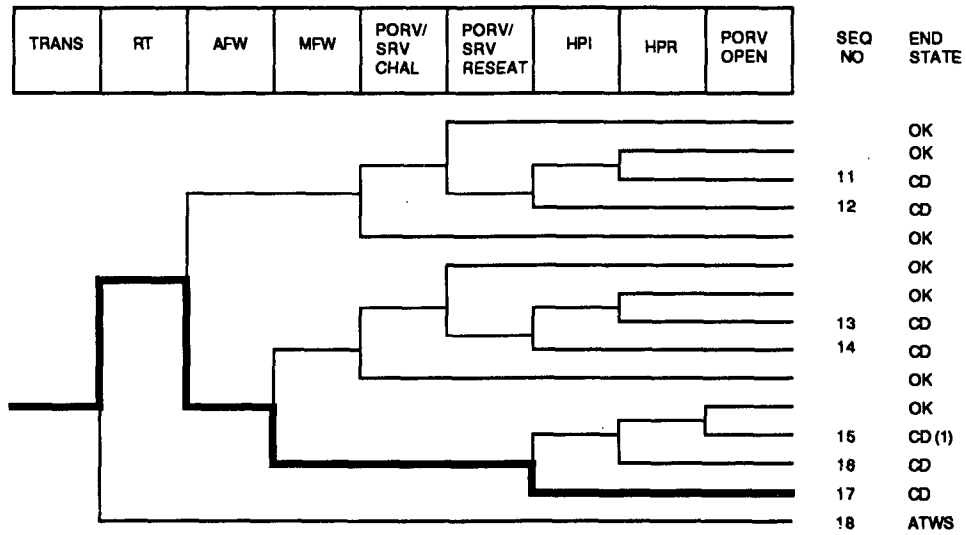 TRANS RT AFW MFW PORV/ SRV CHAL PORV/ SRV RESEAT HPI HPR PORV OPEN SEQ NO END STATE
OK
OK
11 CD
12 CD
OK
OK
OK
13 CD
14 CD
OK
OK
15 CD (1)
16 CD
17 CD
18 ATWS